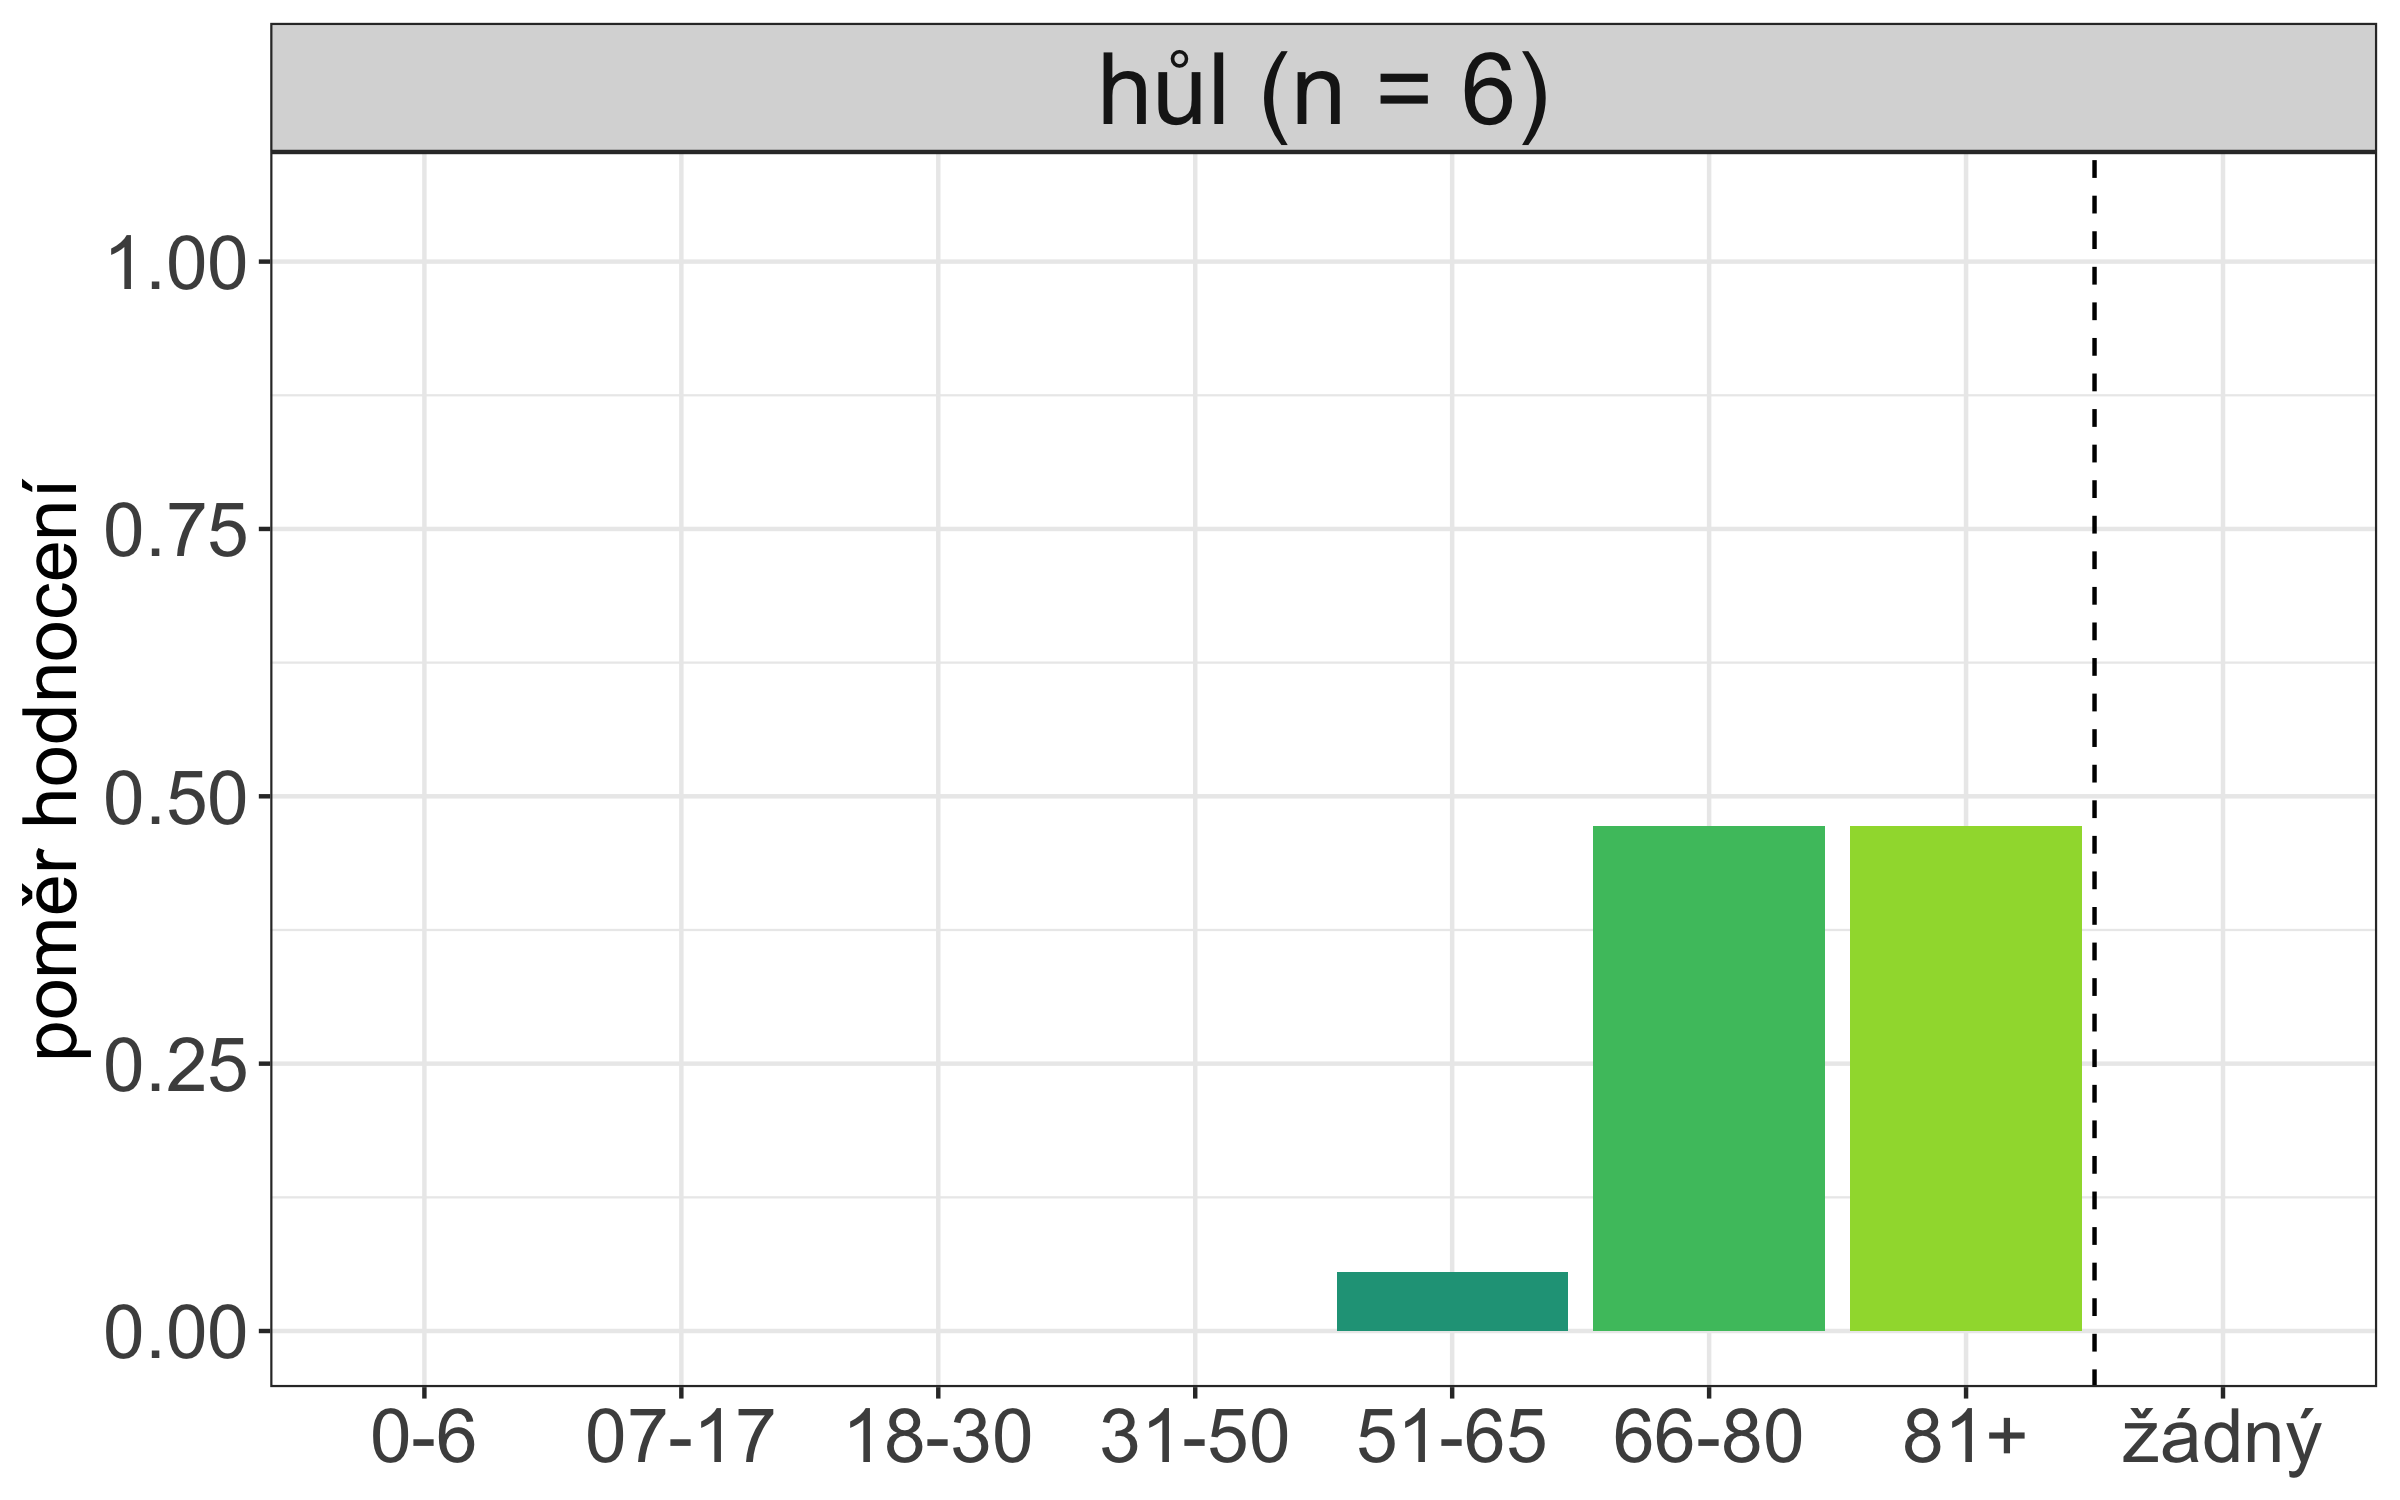 hůl (n = 6)
poměr hodnocení
1.00
0.75
0.50
0.25
0.00
0-6 07-17 18-30 31-50 51-65 66-80 81+ žádný